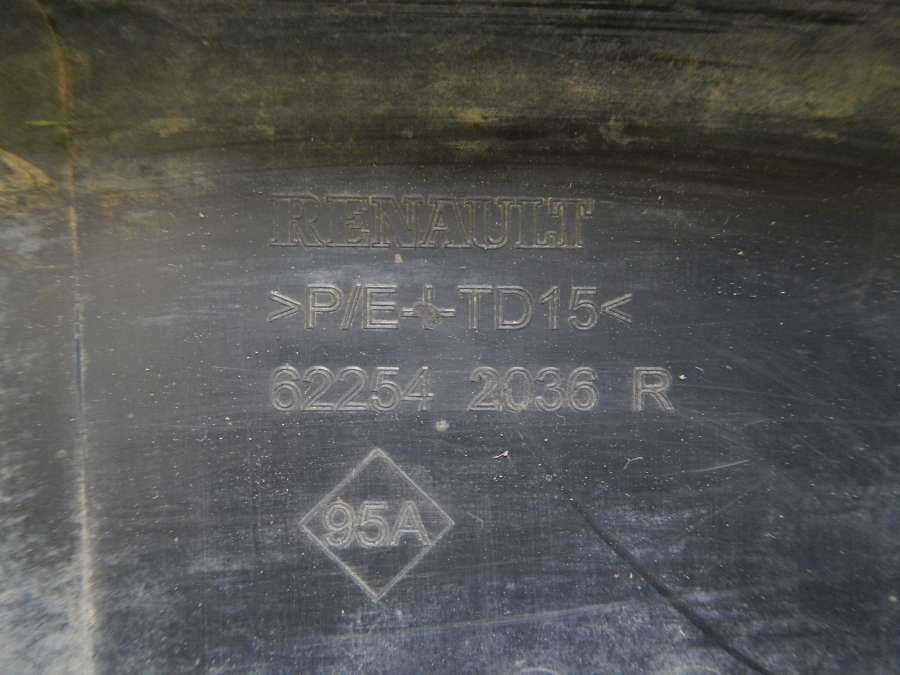 RENAULT
>P/E+TD15<
62254 2036 R
95A